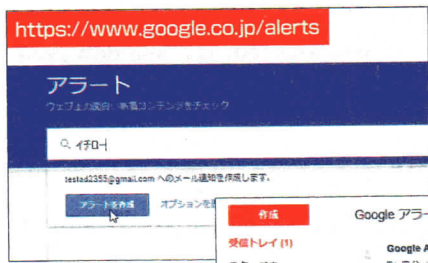 https://www.google.co.jp/alerts
アラート
ウェブ上の面白い新着コンテンツをチェック
イチロー
testad2355@gmail.com へのメール通知を作成します。
アラートを作成
オプションを
作成
Google アラ
受信トレイ (1)
Google A